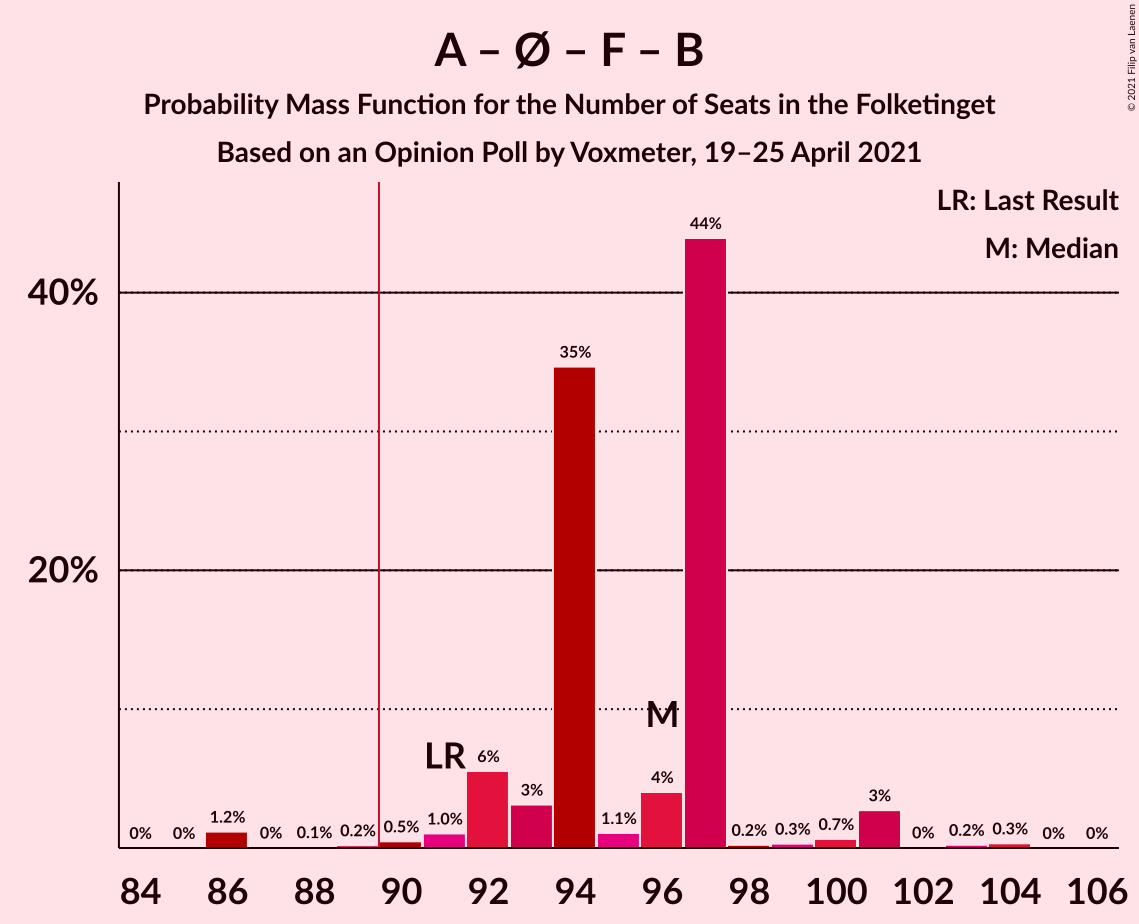 A – Ø – F – B
Probability Mass Function for the Number of Seats in the Folketinget
Based on an Opinion Poll by Voxmeter, 19–25 April 2021
© 2021 Filip van Laenen
LR: Last Result
M: Median
40%
20%
0%
0%
1.2%
0%
0.1%
0.2%
0.5%
1.0%
6%
3%
35%
1.1%
4%
44%
0.2%
0.3%
0.7%
3%
0%
0.2%
0.3%
0%
0%
LR
M
84 86 88 90 92 94 96 98 100 102 104 106